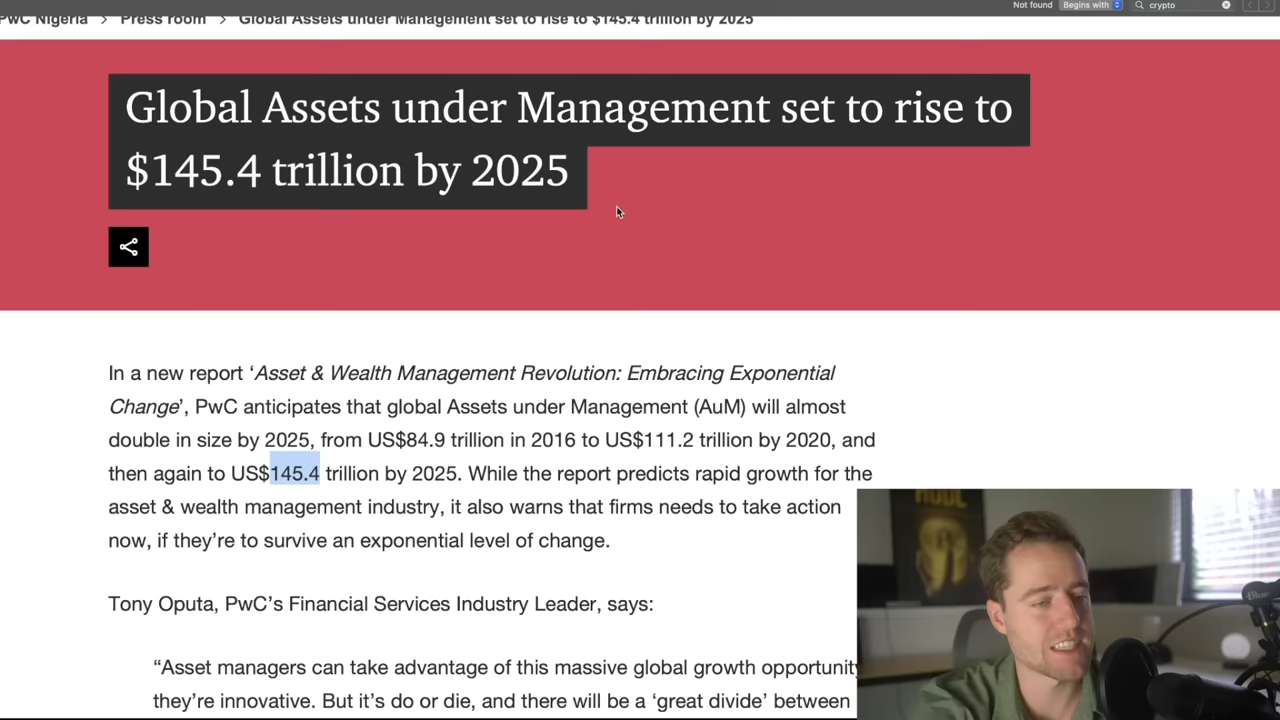 Not found Begins with crypto
PwC Nigeria > Press room > Global Assets under Management set to rise to $145.4 trillion by 2025
Global Assets under Management set to rise to
$145.4 trillion by 2025
In a new report ‘Asset & Wealth Management Revolution: Embracing Exponential
Change’, PwC anticipates that global Assets under Management (AuM) will almost
double in size by 2025, from US$84.9 trillion in 2016 to US$111.2 trillion by 2020, and
then again to US$145.4 trillion by 2025. While the report predicts rapid growth for the
asset & wealth management industry, it also warns that firms needs to take action
now, if they’re to survive an exponential level of change.
Tony Oputa, PwC’s Financial Services Industry Leader, says:
“Asset managers can take advantage of this massive global growth opportunity
they’re innovative. But it’s do or die, and there will be a ‘great divide’ between
HODL
Blue